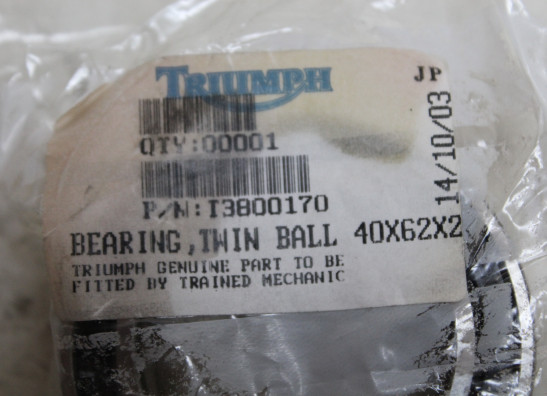 TRIUMPH
JP
14/10/03
QTY:00001
P/N:T3800170
BEARING,TWIN BALL 40X62X2
TRIUMPH GENUINE PART TO BE
FITTED BY TRAINED MECHANIC